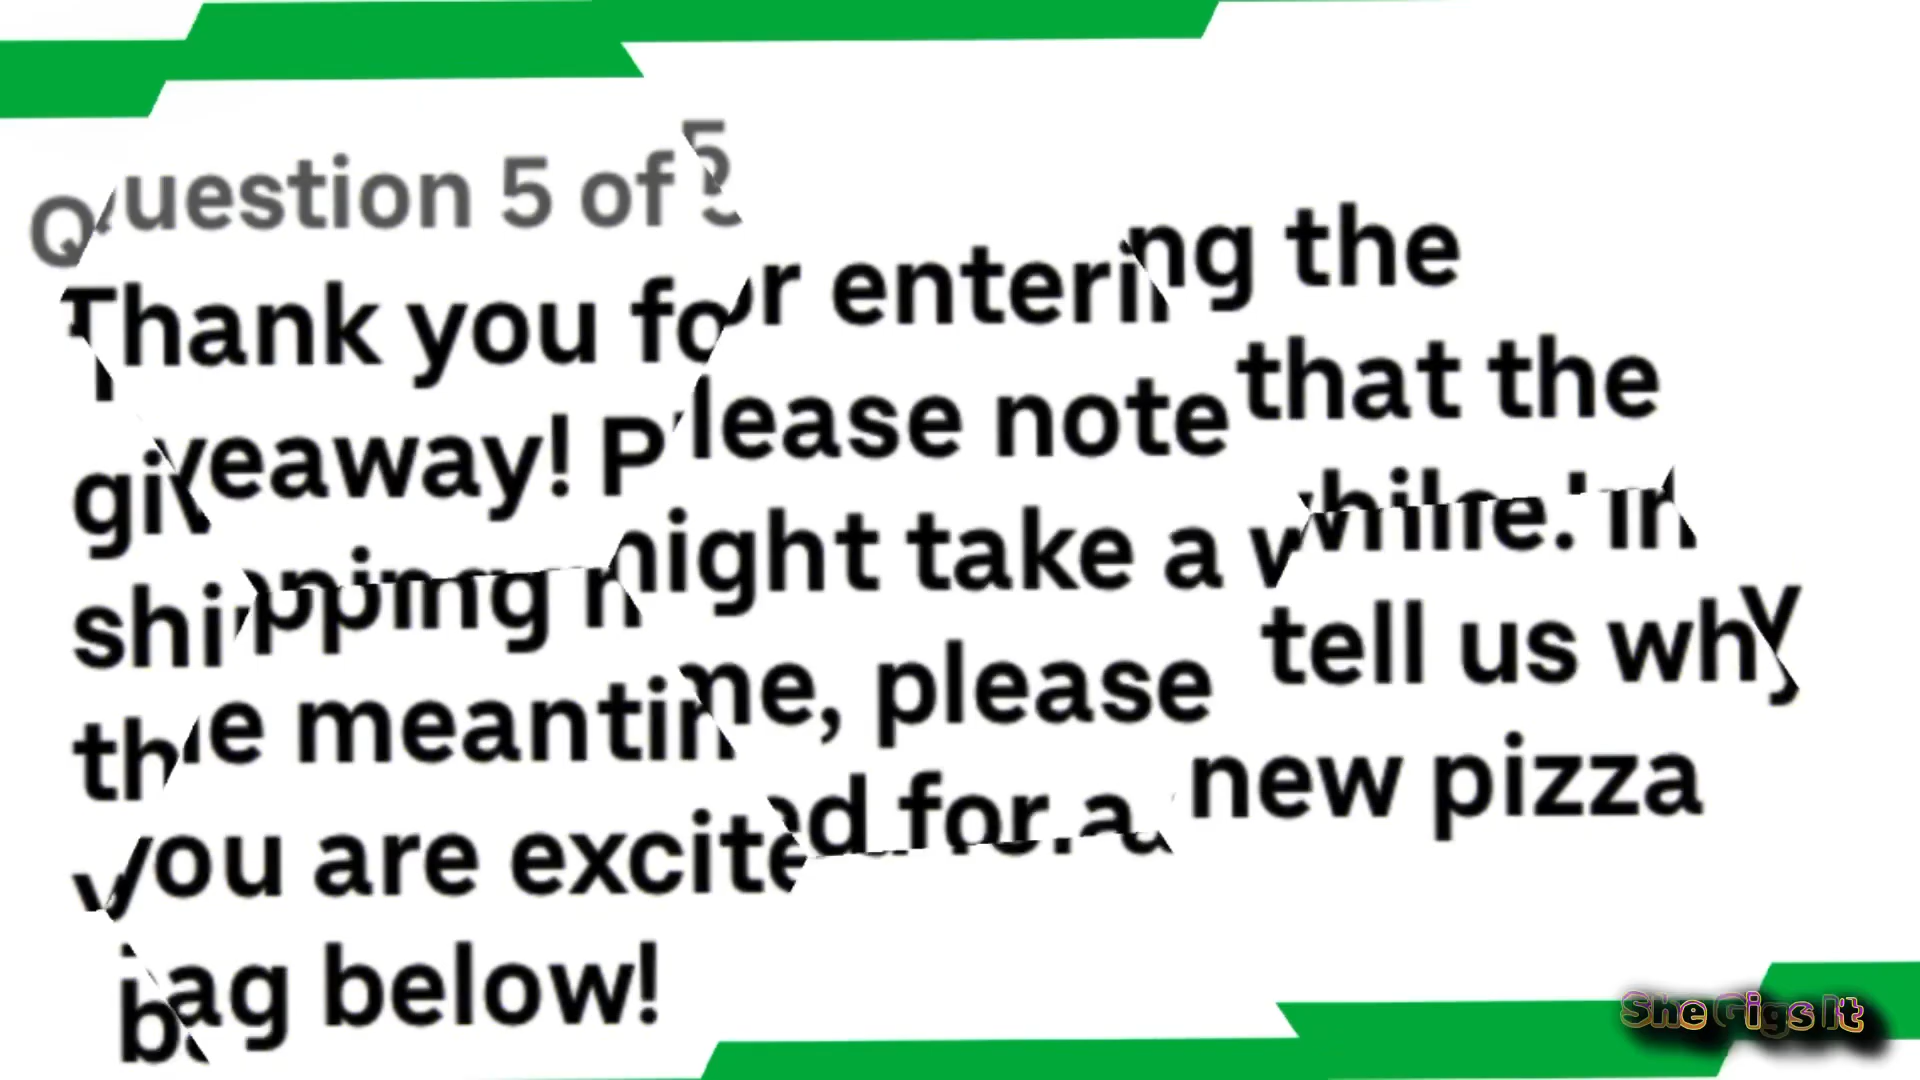 Question 5 of 5
Thank you for entering the
giveaway! Please note that the
shipping might take a while. In
the meantime, please tell us why
you are excited for a new pizza
bag below!
She Gigs It